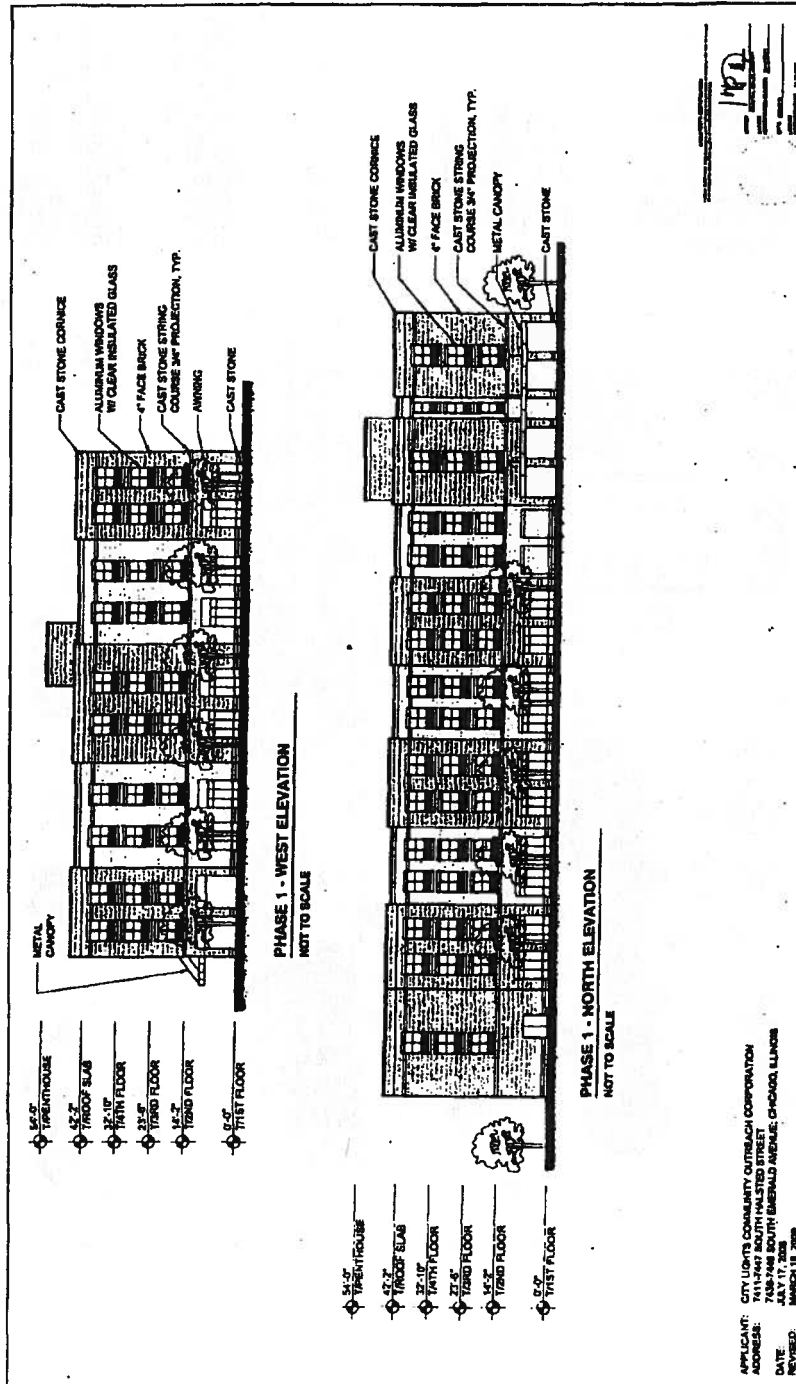 CAST STONE CORNICE
ALUMINUM WINDOWS
W/ CLEAR INSULATED GLASS
4" FACE BRICK
CAST STONE STRING
COURSE 3/4" PROJECTION, TYP.
AWNING
CAST STONE
METAL
CANOPY
54'-0"
T/PENTHOUSE
42'-2"
T/ROOF SLAB
32'-10"
T/4TH FLOOR
23'-6"
T/3RD FLOOR
14'-2"
T/2ND FLOOR
0'-0"
T/1ST FLOOR
PHASE 1 - WEST ELEVATION
NOT TO SCALE
CAST STONE CORNICE
ALUMINUM WINDOWS
W/ CLEAR INSULATED GLASS
4" FACE BRICK
CAST STONE STRING
COURSE 3/4" PROJECTION, TYP.
METAL CANOPY
CAST STONE
54'-0"
T/PENTHOUSE
42'-2"
T/ROOF SLAB
32'-10"
T/4TH FLOOR
23'-6"
T/3RD FLOOR
14'-2"
T/2ND FLOOR
0'-0"
T/1ST FLOOR
PHASE 1 - NORTH ELEVATION
NOT TO SCALE
APPLICANT: CITY LIGHTS COMMUNITY OUTREACH CORPORATION
ADDRESS: 7411-7447 SOUTH HALSTED STREET
SOUTH EMERALD AVENUE; CHICAGO, ILLINOIS
DATE: JULY 17, 2008
REVISED: MARCH 18, 2009